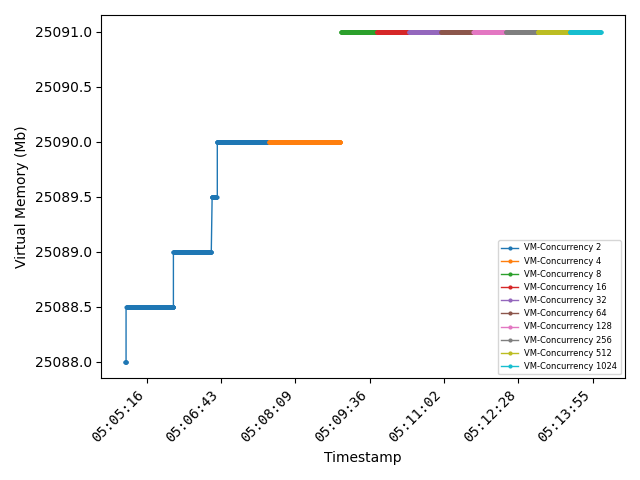 25091.0
25090.5
25090.0
25089.5
25089.0
25088.5
25088.0
Virtual Memory (Mb)
VM-Concurrency 2
VM-Concurrency 4
VM-Concurrency 8
VM-Concurrency 16
VM-Concurrency 32
VM-Concurrency 64
VM-Concurrency 128
VM-Concurrency 256
VM-Concurrency 512
VM-Concurrency 1024
05:05:16
05:06:43
05:08:09
05:09:36
05:11:02
05:12:28
05:13:55
Timestamp